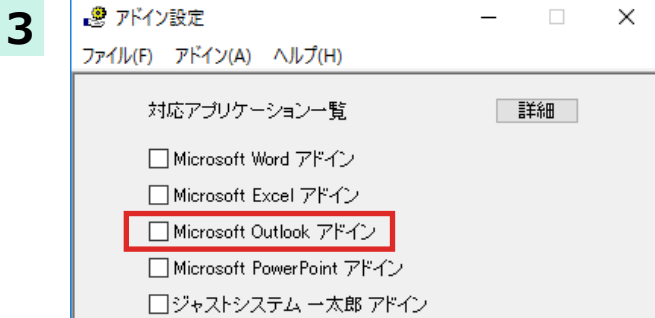 3
アドイン設定
ファイル(F) アドイン(A) ヘルプ(H)
対応アプリケーション一覧 詳細
Microsoft Word アドイン
Microsoft Excel アドイン
Microsoft Outlook アドイン
Microsoft PowerPoint アドイン
ジャストシステム 一太郎 アドイン